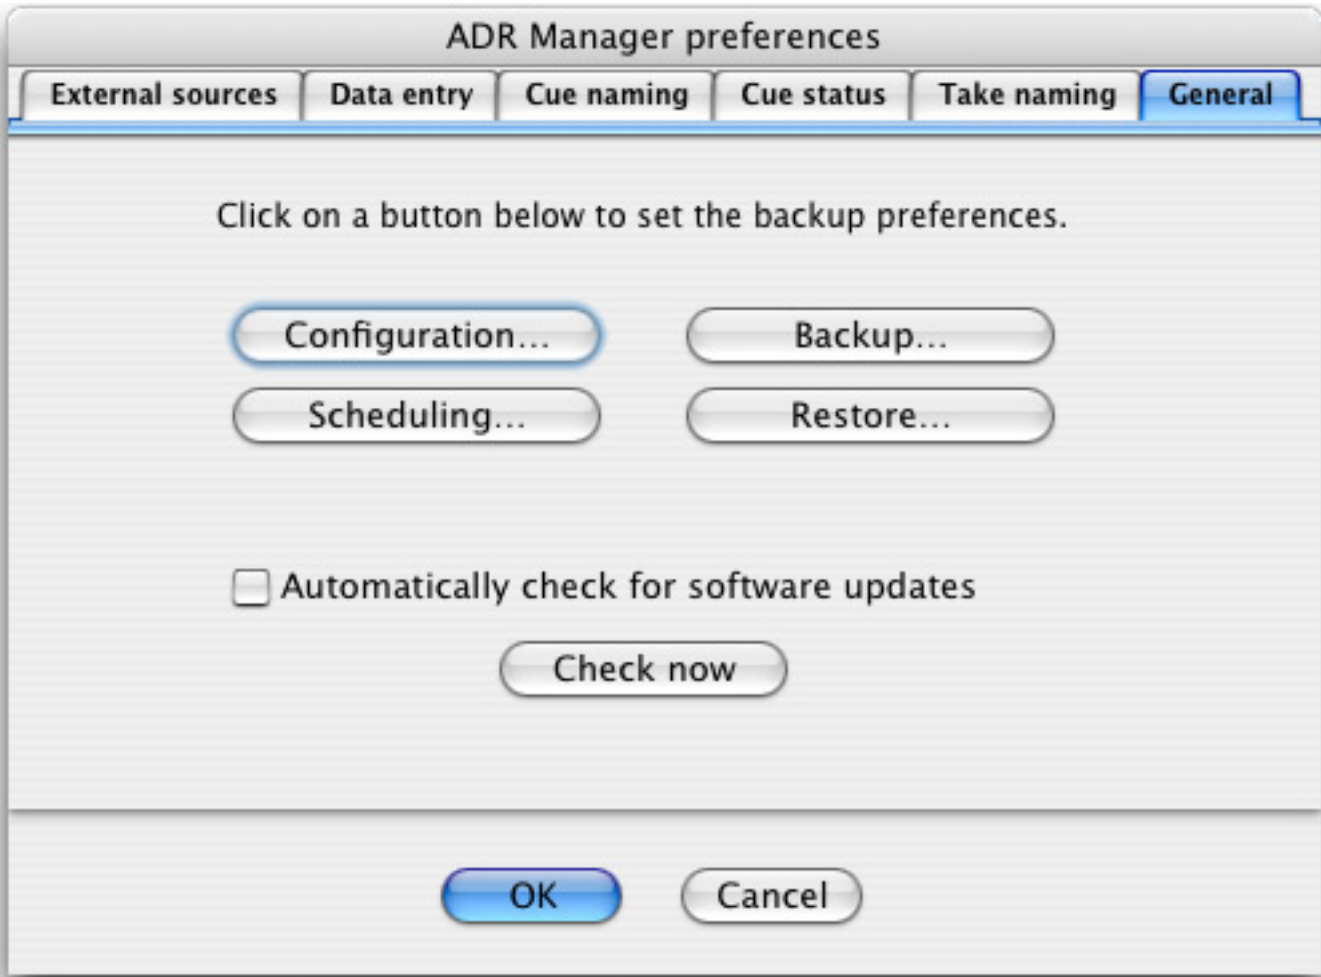 ADR Manager preferences
External sources Data entry Cue naming Cue status Take naming General
Click on a button below to set the backup preferences.
Configuration... Backup...
Scheduling... Restore...
Automatically check for software updates
Check now
OK Cancel